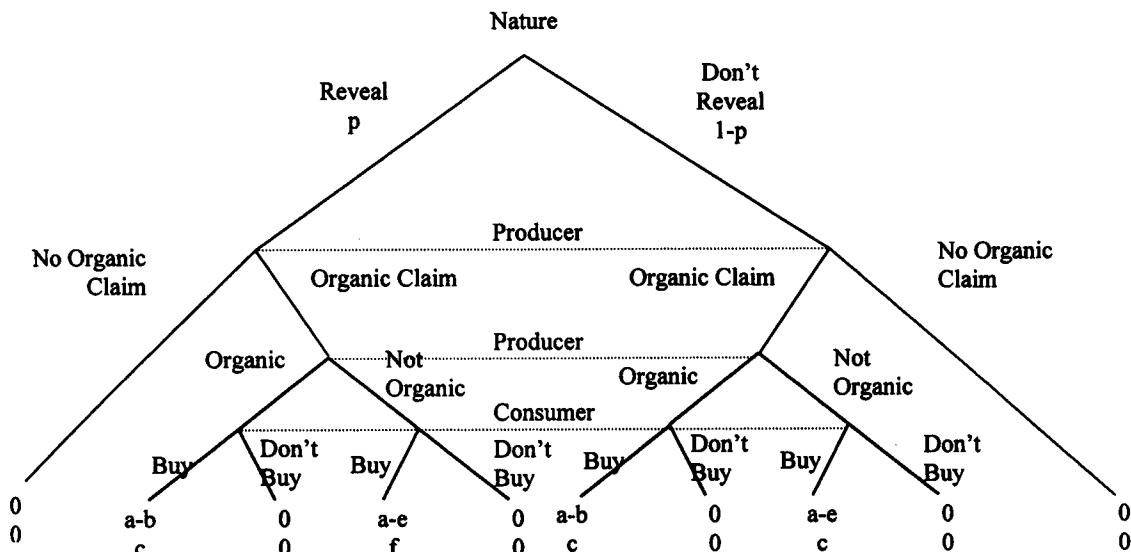 Nature
Reveal
p
Don't
Reveal
1-p
Producer
No Organic
Claim
Organic Claim
Organic Claim
No Organic
Claim
Producer
Organic
Not
Organic
Organic
Not
Organic
Consumer
Buy
Don't
Buy
Buy
Don't
Buy
Buy
Don't
Buy
Buy
Don't
Buy
0 a-b 0 a-e 0 a-b 0 a-e 0 0
0 c 0 f 0 c 0 c 0 0